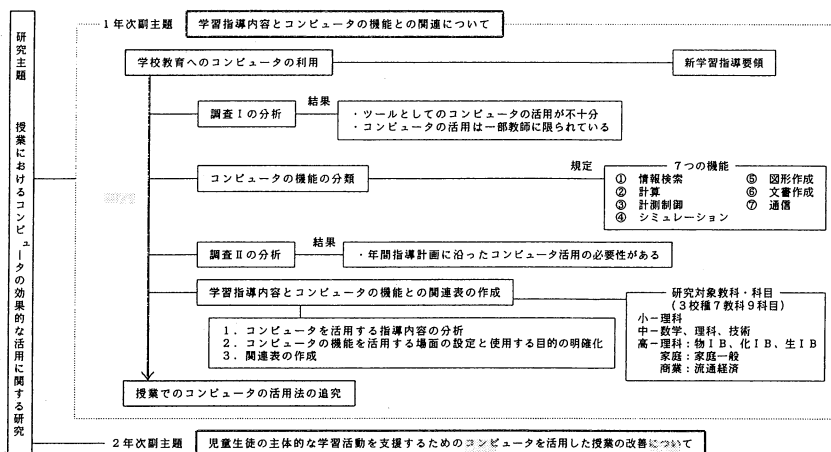 研究主題　授業におけるコンピュータの効果的な活用に関する研究
１年次副主題　学習指導内容とコンピュータの機能との関連について
学校教育へのコンピュータの利用
新学習指導要領
調査Ⅰの分析
結果
・ツールとしてのコンピュータの活用が不十分
・コンピュータの活用は一部教師に限られている
コンピュータの機能の分類
規定
７つの機能
①　情報検索　⑤　図形作成
②　計算　⑥　文書作成
③　計測制御　⑦　通信
④　シミュレーション
調査Ⅱの分析
結果
・年間指導計画に沿ったコンピュータ活用の必要性がある
学習指導内容とコンピュータの機能との関連表の作成
１．コンピュータを活用する指導内容の分析
２．コンピュータの機能を活用する場面の設定と使用する目的の明確化
３．関連表の作成
研究対象教科・科目
（３校種７教科９科目）
小－理科
中－数学、理科、技術
高－理科：物ⅠＢ、化ⅠＢ、生ⅠＢ
家庭：家庭一般
商業：流通経済
授業でのコンピュータの活用法の追究
２年次副主題　児童生徒の主体的な学習活動を支援するためのコンピュータを活用した授業の改善について